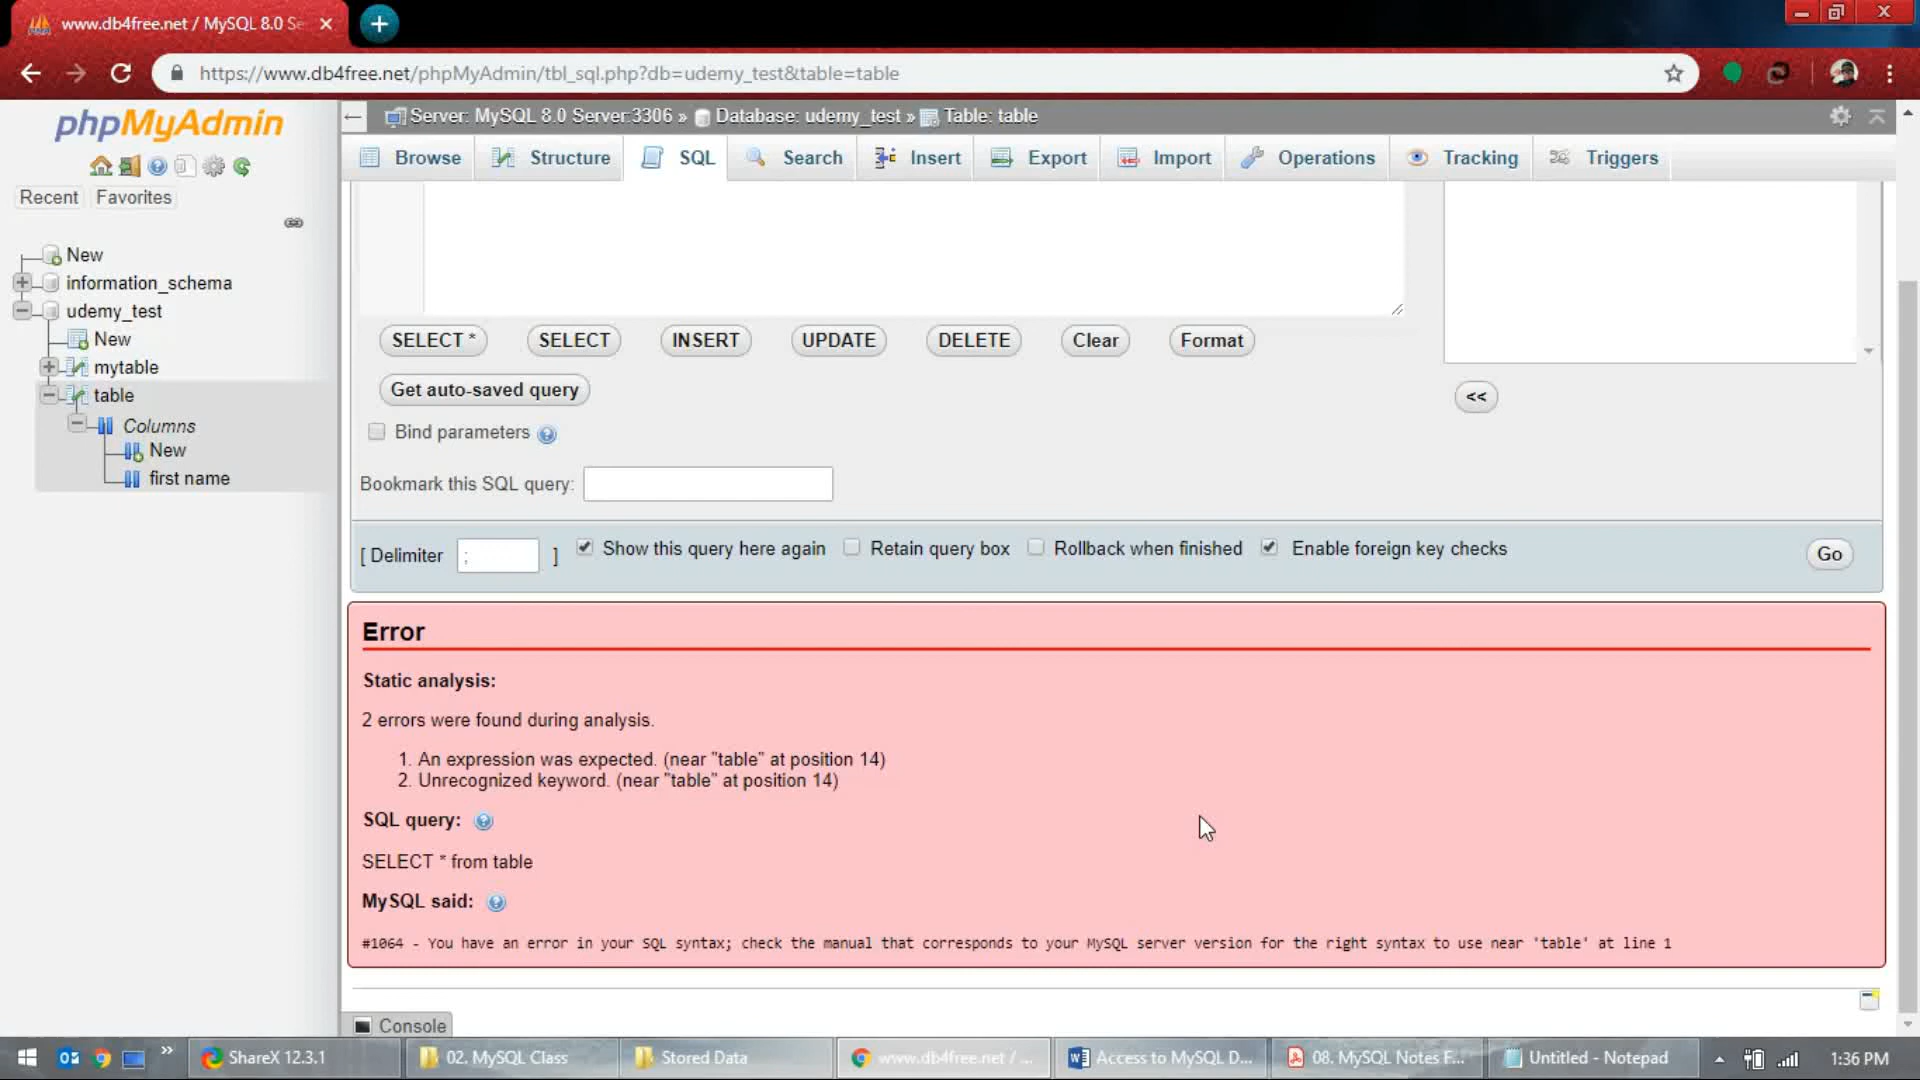 www.db4free.net / MySQL 8.0 Se
https://www.db4free.net/phpMyAdmin/tbl_sql.php?db=udemy_test&table=table
phpMyAdmin
Recent Favorites
New
information_schema
udemy_test
New
mytable
table
Columns
New
first name
Server: MySQL 8.0 Server:3306 » Database: udemy_test » Table: table
Browse Structure SQL Search Insert Export Import Operations Tracking Triggers
SELECT * SELECT INSERT UPDATE DELETE Clear Format
Get auto-saved query
<<
Bind parameters
Bookmark this SQL query:
[ Delimiter ; ] Show this query here again Retain query box Rollback when finished Enable foreign key checks Go
Error
Static analysis:
2 errors were found during analysis.
1. An expression was expected. (near "table" at position 14)
2. Unrecognized keyword. (near "table" at position 14)
SQL query:
SELECT * from table
MySQL said:
#1064 - You have an error in your SQL syntax; check the manual that corresponds to your MySQL server version for the right syntax to use near 'table' at line 1
Console
ShareX 12.3.1 02. MySQL Class Stored Data www.db4free.net / ... Access to MySQL D... 08. MySQL Notes F... Untitled - Notepad 1:36 PM